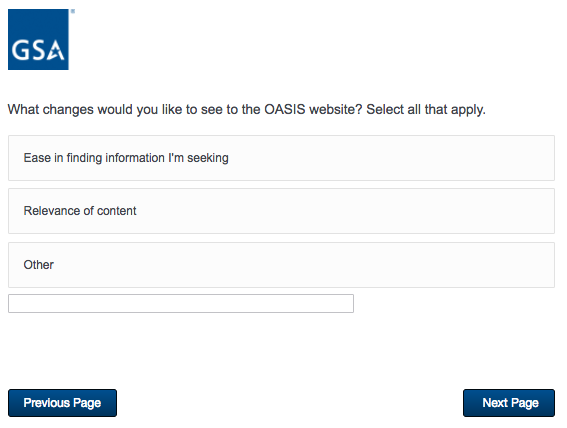 GSA
What changes would you like to see to the OASIS website? Select all that apply.
Ease in finding information I'm seeking
Relevance of content
Other
Previous Page
Next Page